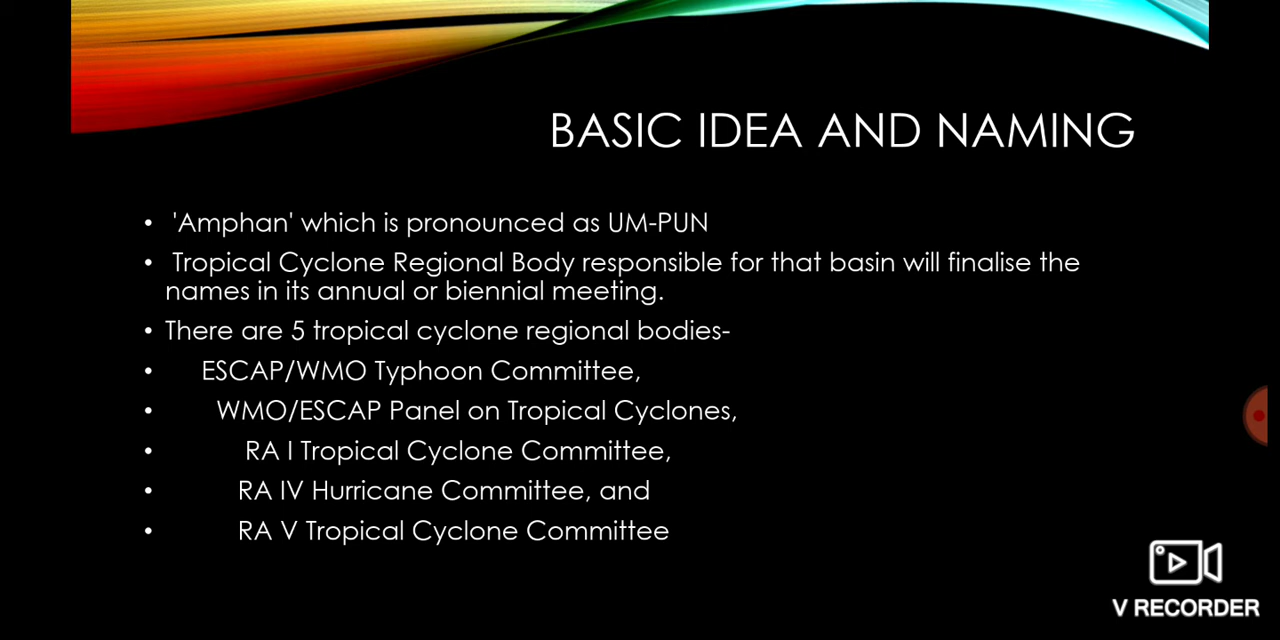 BASIC IDEA AND NAMING
• 'Amphan' which is pronounced as UM-PUN
• Tropical Cyclone Regional Body responsible for that basin will finalise the
names in its annual or biennial meeting.
• There are 5 tropical cyclone regional bodies-
• ESCAP/WMO Typhoon Committee,
• WMO/ESCAP Panel on Tropical Cyclones,
• RA I Tropical Cyclone Committee,
• RA IV Hurricane Committee, and
• RA V Tropical Cyclone Committee
V RECORDER